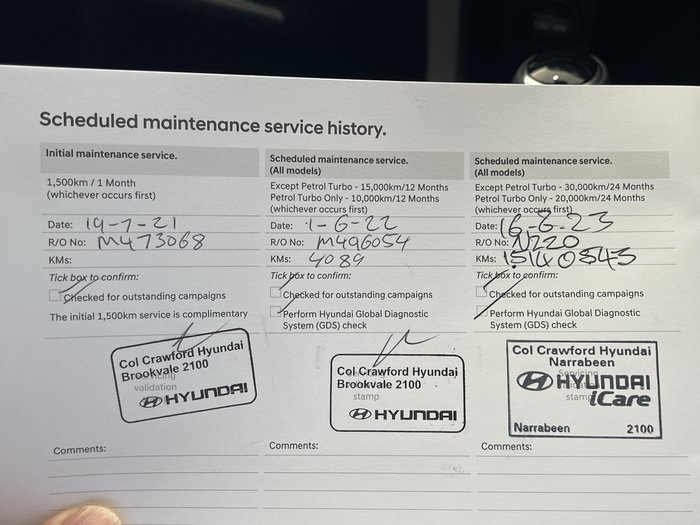 Scheduled maintenance service history.
Initial maintenance service.
1,500km / 1 Month
(whichever occurs first)
Date: 19-7-21
R/O No: M473068
KMs:
Tick box to confirm:
Checked for outstanding campaigns
The initial 1,500km service is complimentary
Col Crawford Hyundai
Brookvale 2100
validation
HYUNDAI
Comments:
Scheduled maintenance service.
(All models)
Except Petrol Turbo - 15,000km/12 Months
Petrol Turbo Only - 10,000km/12 Months
(whichever occurs first)
Date: 1-6-22
R/O No: M496054
KMs: 4089
Tick box to confirm:
Checked for outstanding campaigns
Perform Hyundai Global Diagnostic
System (GDS) check
Col Crawford Hyundai
Brookvale 2100
stamp
HYUNDAI
Comments:
Scheduled maintenance service.
(All models)
Except Petrol Turbo - 30,000km/24 Months
Petrol Turbo Only - 20,000km/24 Months
(whichever occurs first)
Date: 16-6-23
R/O No:
KMs:
Tick box to confirm:
Checked for outstanding campaigns
Perform Hyundai Global Diagnostic
System (GDS) check
Col Crawford Hyundai
Narrabeen
HYUNDAI
stamp
iCare
Narrabeen 2100
Comments: